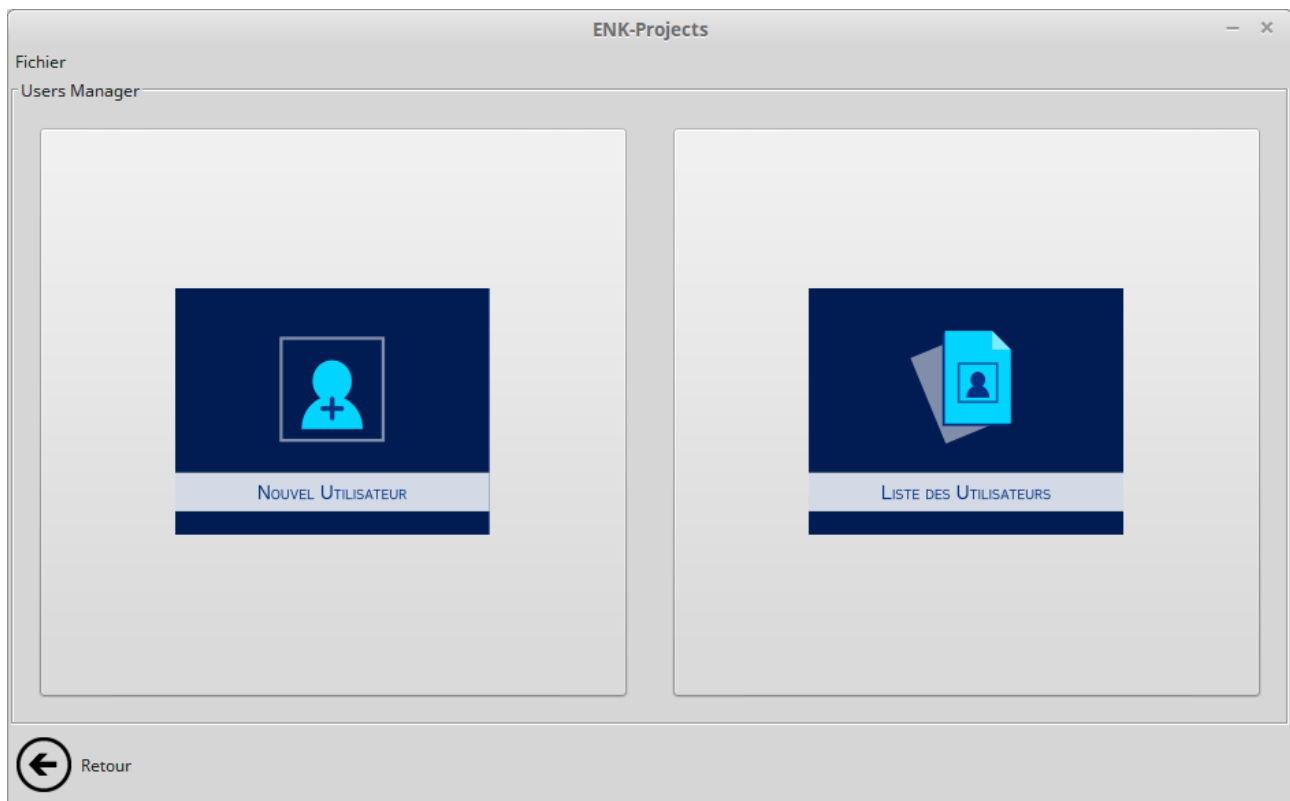 ENK-Projects
Fichier
Users Manager
Nouvel Utilisateur
Liste des Utilisateurs
Retour